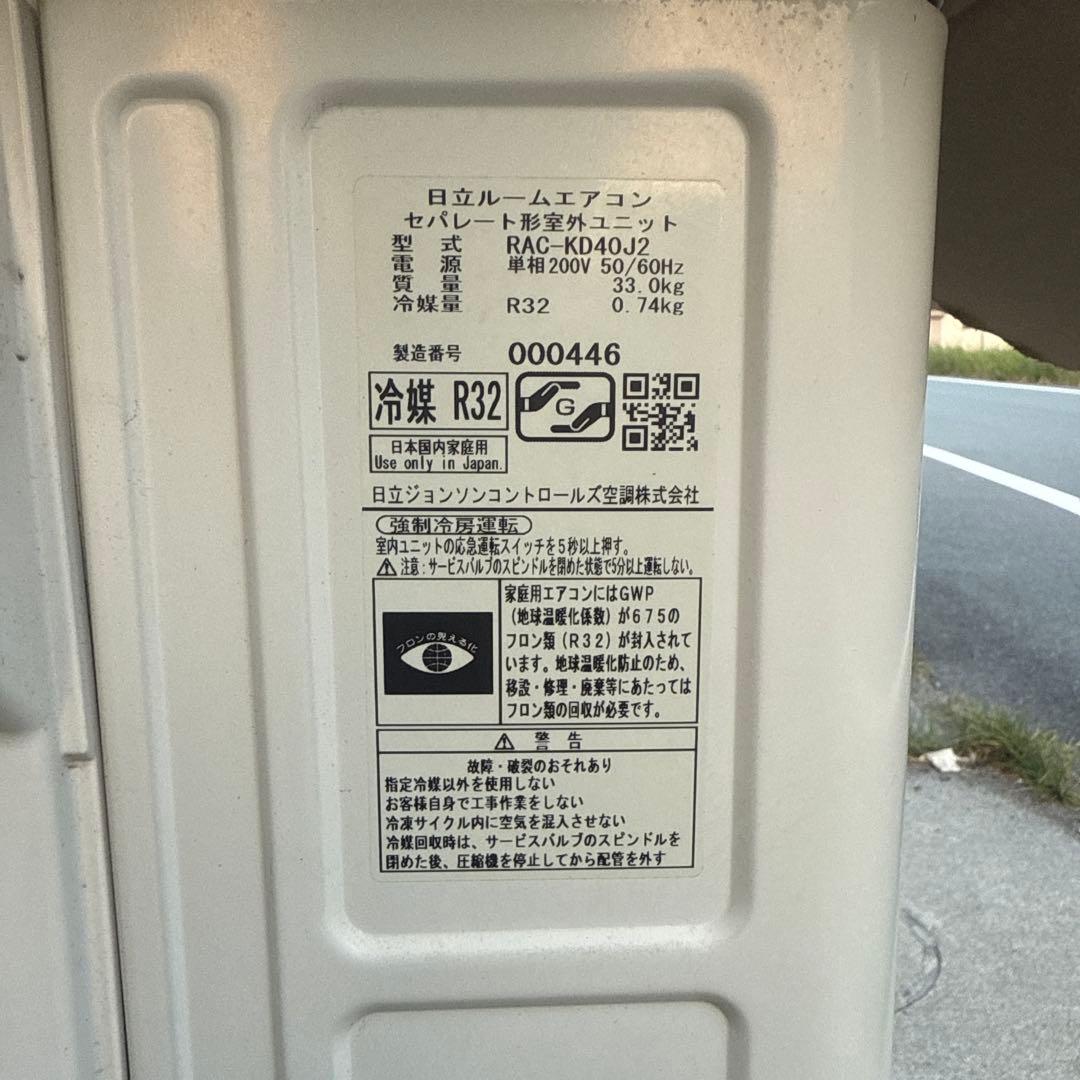 日立ルームエアコン
セパレート形室外ユニット
型 式 RAC-KD40J2
電 源 単相200V 50/60Hz
質 量 33.0kg
冷媒量 R32 0.74kg
製造番号 000446
冷媒 R32
G
日本国内家庭用
Use only in Japan.
日立ジョンソンコントロールズ空調株式会社
強制冷房運転
室内ユニットの応急運転スイッチを5秒以上押す。
⚠ 注意:サービスバルブのスピンドルを閉めた状態で5分以上運転しない。
フロンの見える化
家庭用エアコンにはGWP
(地球温暖化係数)が675の
フロン類(R32)が封入されて
います。地球温暖化防止のため、
移設・修理・廃棄等にあたっては
フロン類の回収が必要です。
⚠ 警 告
故障・破裂のおそれあり
指定冷媒以外を使用しない
お客様自身で工事作業をしない
冷凍サイクル内に空気を混入させない
冷媒回収時は、サービスバルブのスピンドルを
閉めた後、圧縮機を停止してから配管を外す